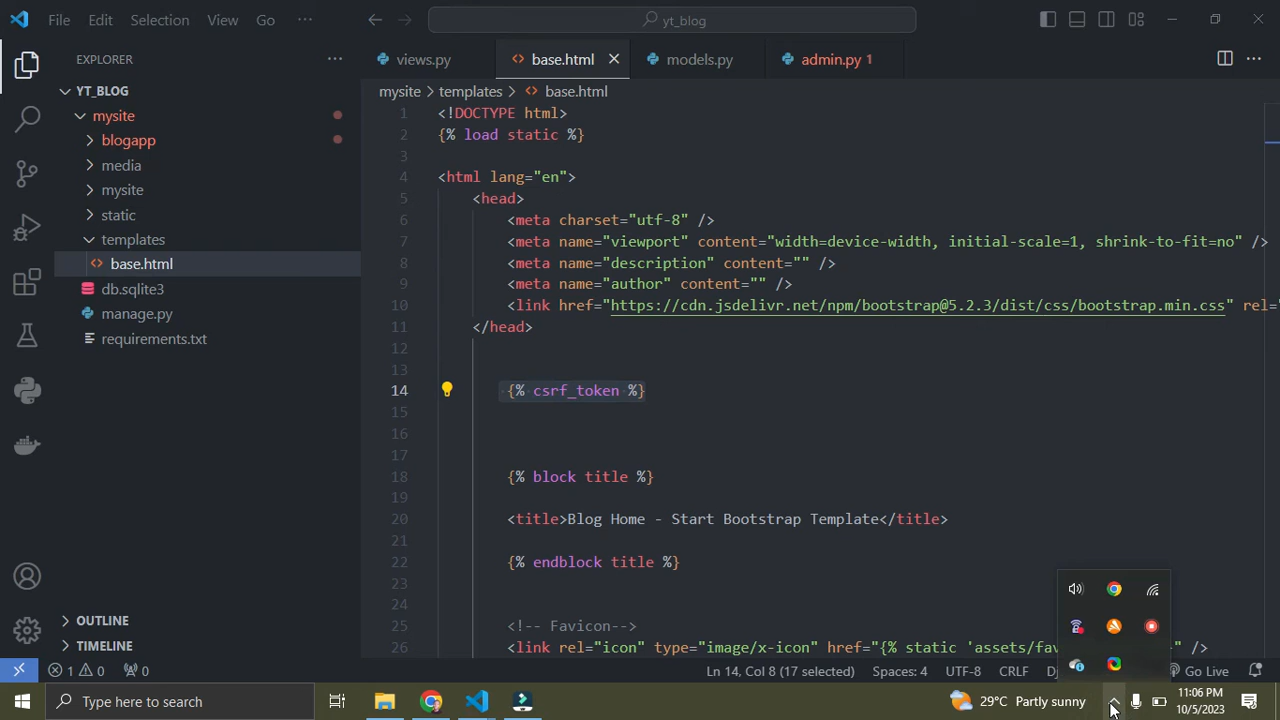 File Edit Selection View Go ··· yt_blog
EXPLORER ···
YT_BLOG
mysite
blogapp
media
mysite
static
templates
base.html
db.sqlite3
manage.py
requirements.txt
OUTLINE
TIMELINE
views.py base.html models.py admin.py 1
mysite > templates > base.html
1 <!DOCTYPE html>
2 {% load static %}
3
4 <html lang="en">
5 <head>
6 <meta charset="utf-8" />
7 <meta name="viewport" content="width=device-width, initial-scale=1, shrink-to-fit=no" />
8 <meta name="description" content="" />
9 <meta name="author" content="" />
10 <link href="https://cdn.jsdelivr.net/npm/bootstrap@5.2.3/dist/css/bootstrap.min.css" rel=
11 </head>
12
13
14 {% csrf_token %}
15
16
17
18 {% block title %}
19
20 <title>Blog Home - Start Bootstrap Template</title>
21
22 {% endblock title %}
23
24
25 <!-- Favicon-->
26 <link rel="icon" type="image/x-icon" href="{% static 'assets/fav " />
1 0 0 Ln 14, Col 8 (17 selected) UTF-8 CRLF Go Live
Type here to search 29°C Partly sunny 11:06 PM
10/5/2023